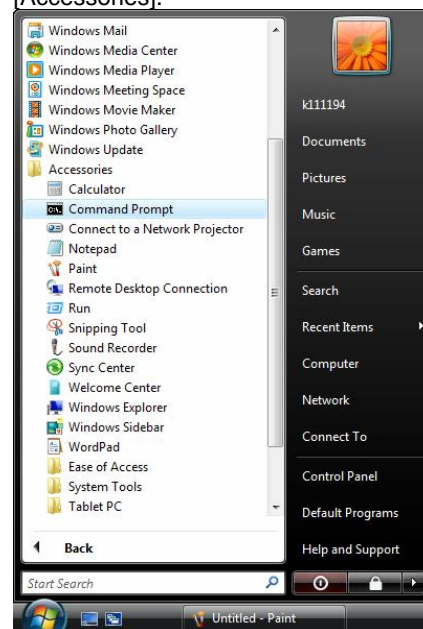 [Accessories].
Windows Mail
Windows Media Center
Windows Media Player
Windows Meeting Space
Windows Movie Maker
Windows Photo Gallery
Windows Update
Accessories
Calculator
Command Prompt
Connect to a Network Projector
Notepad
Paint
Remote Desktop Connection
Run
Snipping Tool
Sound Recorder
Sync Center
Welcome Center
Windows Explorer
Windows Sidebar
WordPad
Ease of Access
System Tools
Tablet PC
Back
Start Search
k111194
Documents
Pictures
Music
Games
Search
Recent Items
Computer
Network
Connect To
Control Panel
Default Programs
Help and Support
Untitled - Paint